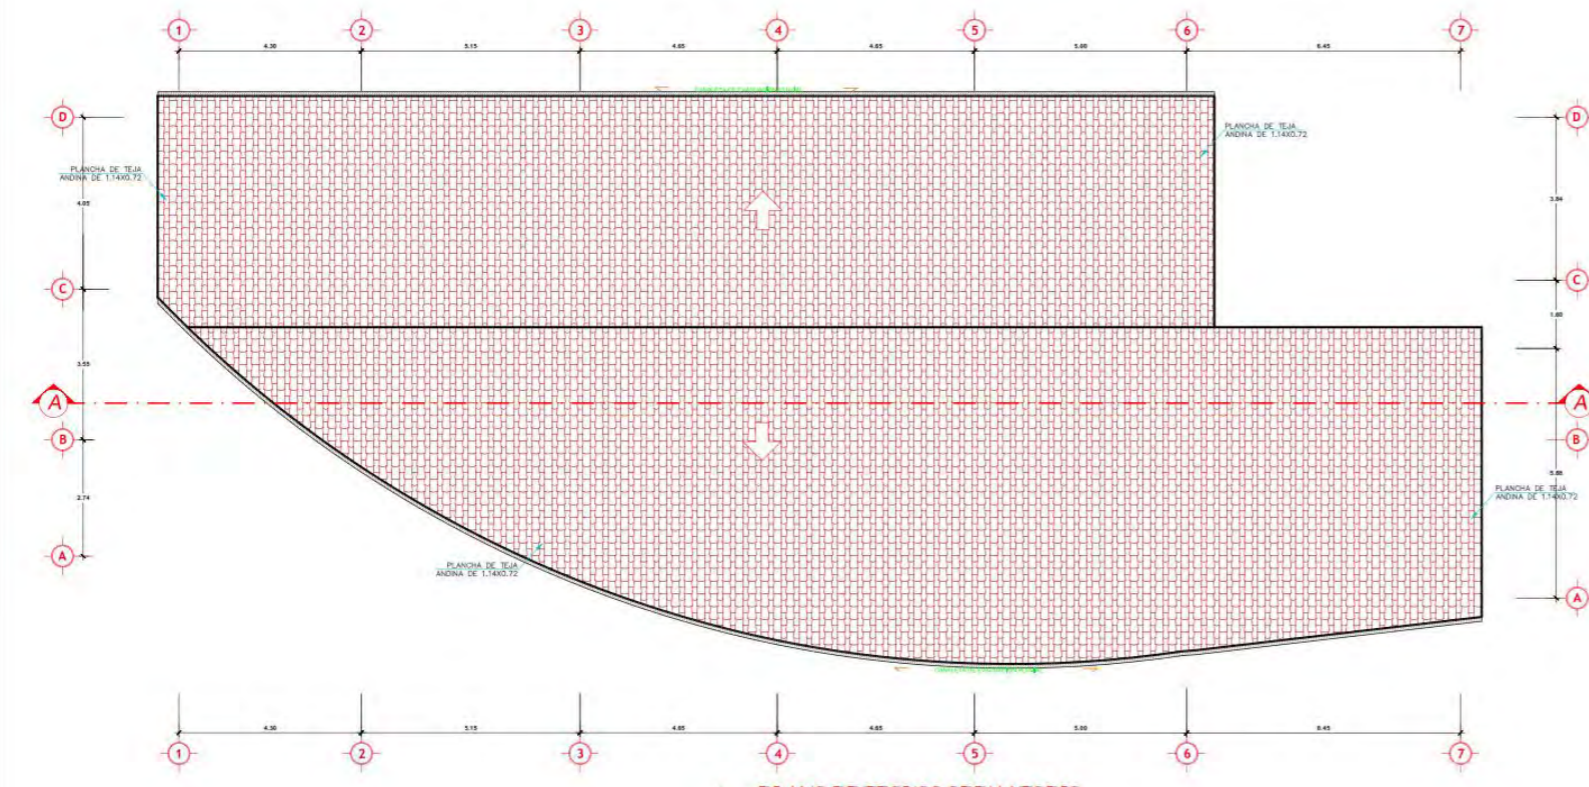 1 2 3 4 5 6 7
4.30 5.15 4.65 4.65 5.00 6.45
D D
PLANCHA DE TEJA
ANDINA DE 1.14X0.72
PLANCHA DE TEJA
ANDINA DE 1.14X0.72
4.05 3.84
C C
1.60
3.55
A A
B B
5.88
PLANCHA DE TEJA
ANDINA DE 1.14X0.72
2.74
A A
PLANCHA DE TEJA
ANDINA DE 1.14X0.72
4.30 5.15 4.65 4.65 5.00 6.45
1 2 3 4 5 6 7